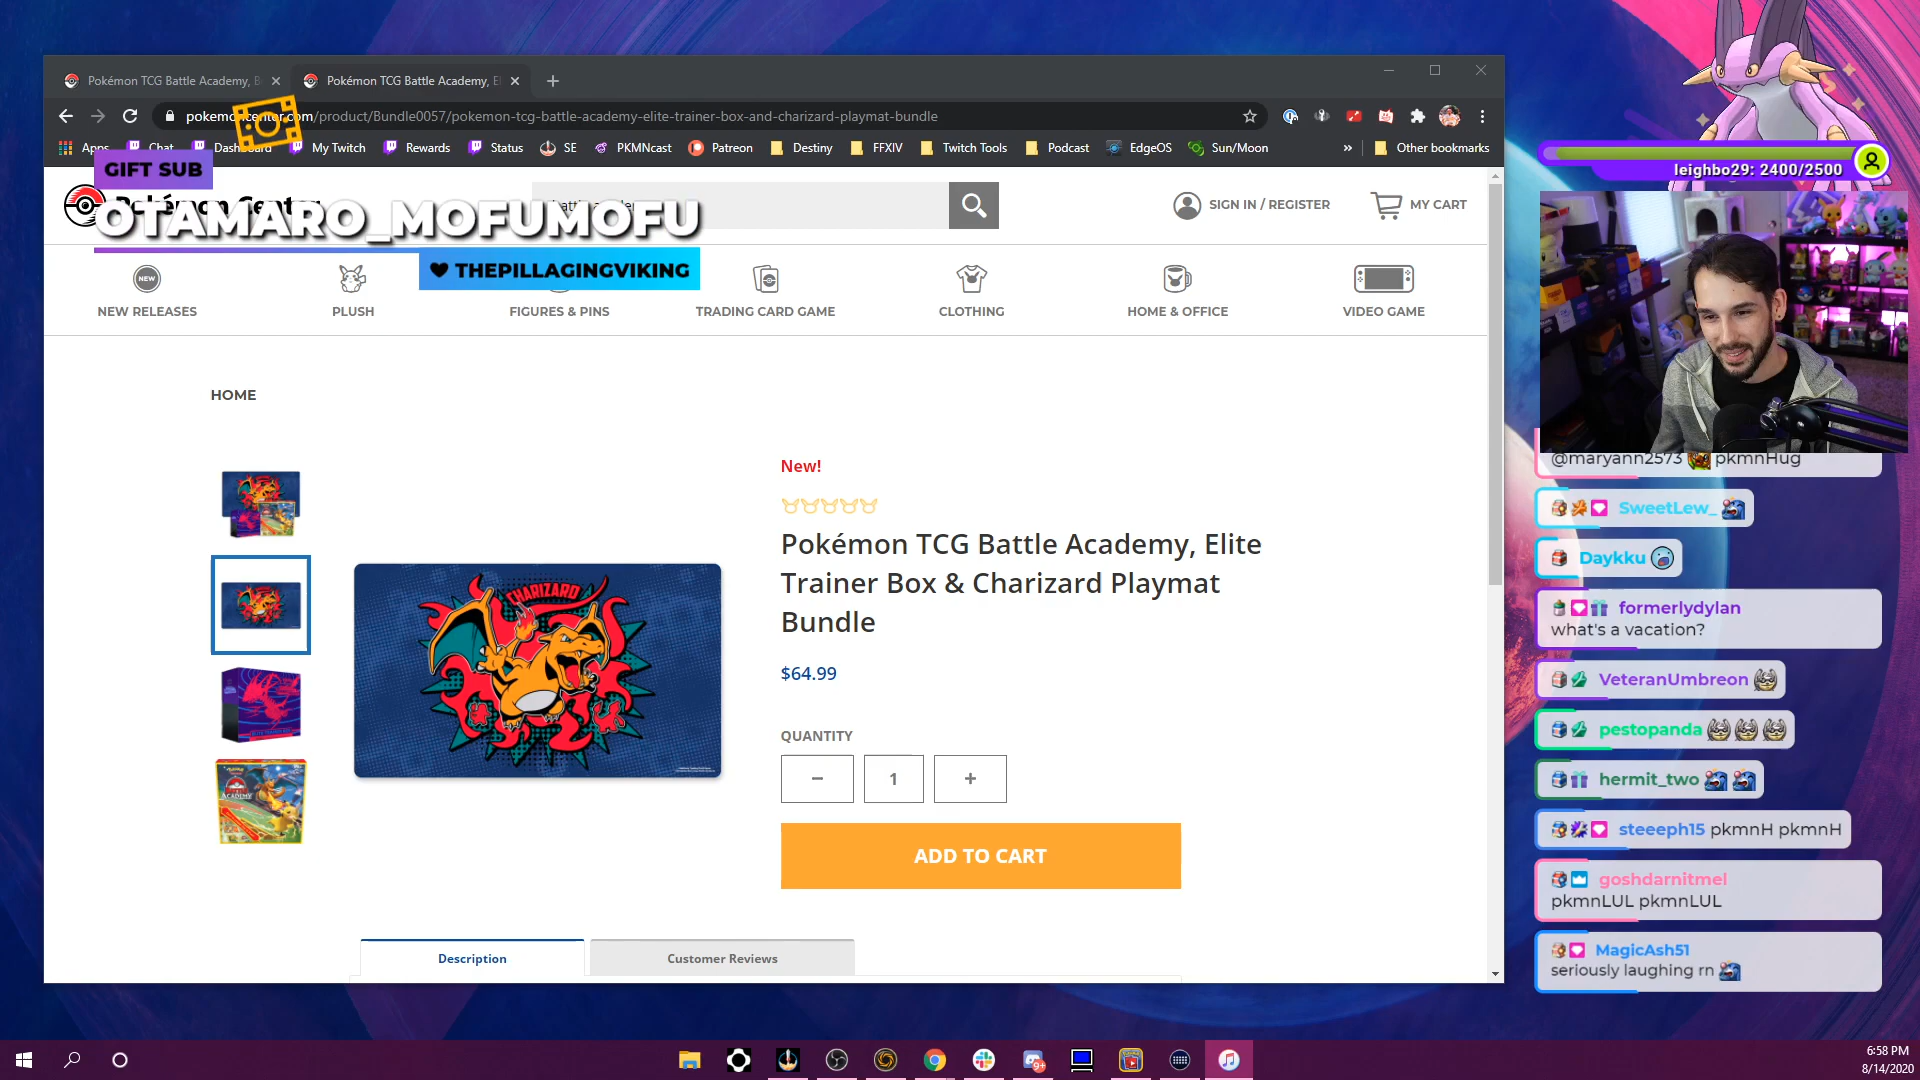 Pokémon TCG Battle Academy, B
Pokémon TCG Battle Academy, E
/product/Bundle0057/pokemon-tcg-battle-academy-elite-trainer-box-and-charizard-playmat-bundle
Apps
Chat
Dashboard
My Twitch
Rewards
Status
SE
PKMNcast
Patreon
Destiny
FFXIV
Twitch Tools
Podcast
EdgeOS
Sun/Moon
»
Other bookmarks
GIFT SUB
OTAMARO_MOFUMOFU
THEPILLAGINGVIKING
SIGN IN / REGISTER
MY CART
NEW
NEW RELEASES
PLUSH
FIGURES & PINS
TRADING CARD GAME
CLOTHING
HOME & OFFICE
VIDEO GAME
HOME
CHARIZARD
New!
Pokémon TCG Battle Academy, Elite
Trainer Box & Charizard Playmat
Bundle
$64.99
QUANTITY
− 1 +
ADD TO CART
Description
Customer Reviews
leighbo29: 2400/2500
@maryann2573 pkmnHug
SweetLew_
Daykku
formerlydylan
what's a vacation?
VeteranUmbreon
pestopanda
hermit_two
steeeph15 pkmnH pkmnH
goshdarnitmel
pkmnLUL pkmnLUL
MagicAsh51
seriously laughing rn
9+
6:58 PM
8/14/2020